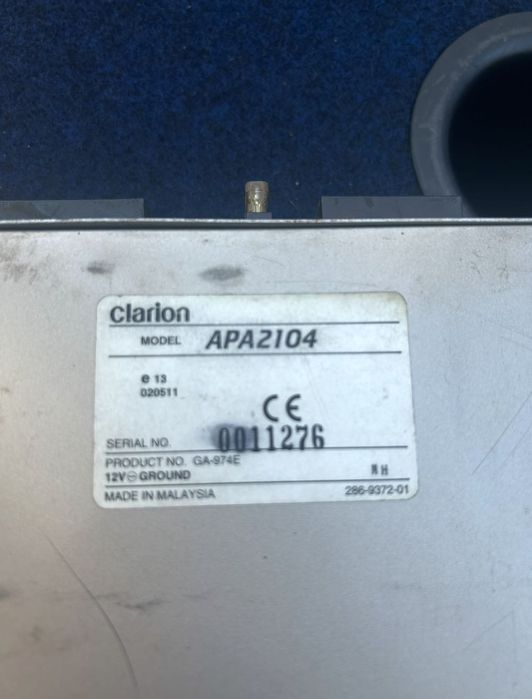 clarion
MODEL APA2104
e 13
020511
CE
SERIAL NO. 0011276
PRODUCT NO. GA-974E
12V⊖GROUND MH
MADE IN MALAYSIA 286-9372-01